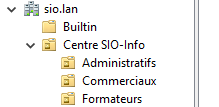 sio.lan
Builtin
Centre SIO-Info
Administratifs
Commerciaux
Formateurs